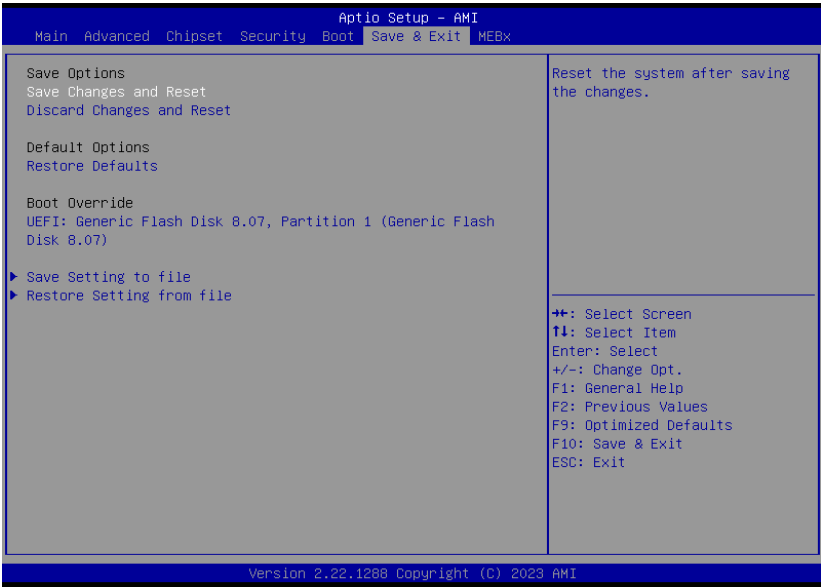 Aptio Setup – AMI
Main Advanced Chipset Security Boot Save & Exit MEBx
Save Options
Save Changes and Reset
Discard Changes and Reset
Default Options
Restore Defaults
Boot Override
UEFI: Generic Flash Disk 8.07, Partition 1 (Generic Flash
Disk 8.07)
Save Setting to file
Restore Setting from file
Reset the system after saving
the changes.
→←: Select Screen
↑↓: Select Item
Enter: Select
+/-: Change Opt.
F1: General Help
F2: Previous Values
F9: Optimized Defaults
F10: Save & Exit
ESC: Exit
Version 2.22.1288 Copyright (C) 2023 AMI